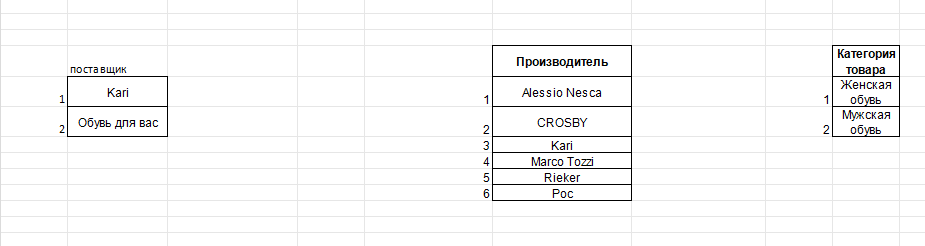 поставщик
1 Kari
2 Обувь для вас
Производитель
1 Alessio Nesca
2 CROSBY
3 Kari
4 Marco Tozzi
5 Rieker
6 Рос
Категория
товара
1 Женская
обувь
2 Мужская
обувь